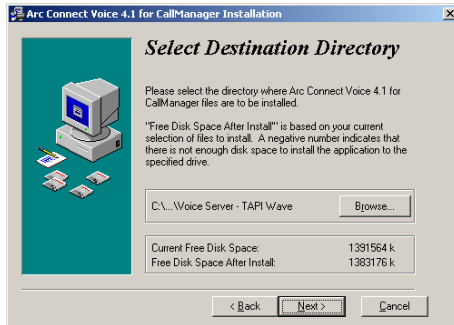 Arc Connect Voice 4.1 for CallManager Installation
Select Destination Directory
Please select the directory where Arc Connect Voice 4.1 for
CallManager files are to be installed.
"Free Disk Space After Install'" is based on your current
selection of files to install. A negative number indicates that
there is not enough disk space to install the application to the
specified drive.
C:\...\Voice Server - TAPI Wave
Browse...
Current Free Disk Space: 1391564 k
Free Disk Space After Install: 1383176 k
< Back
Next >
Cancel